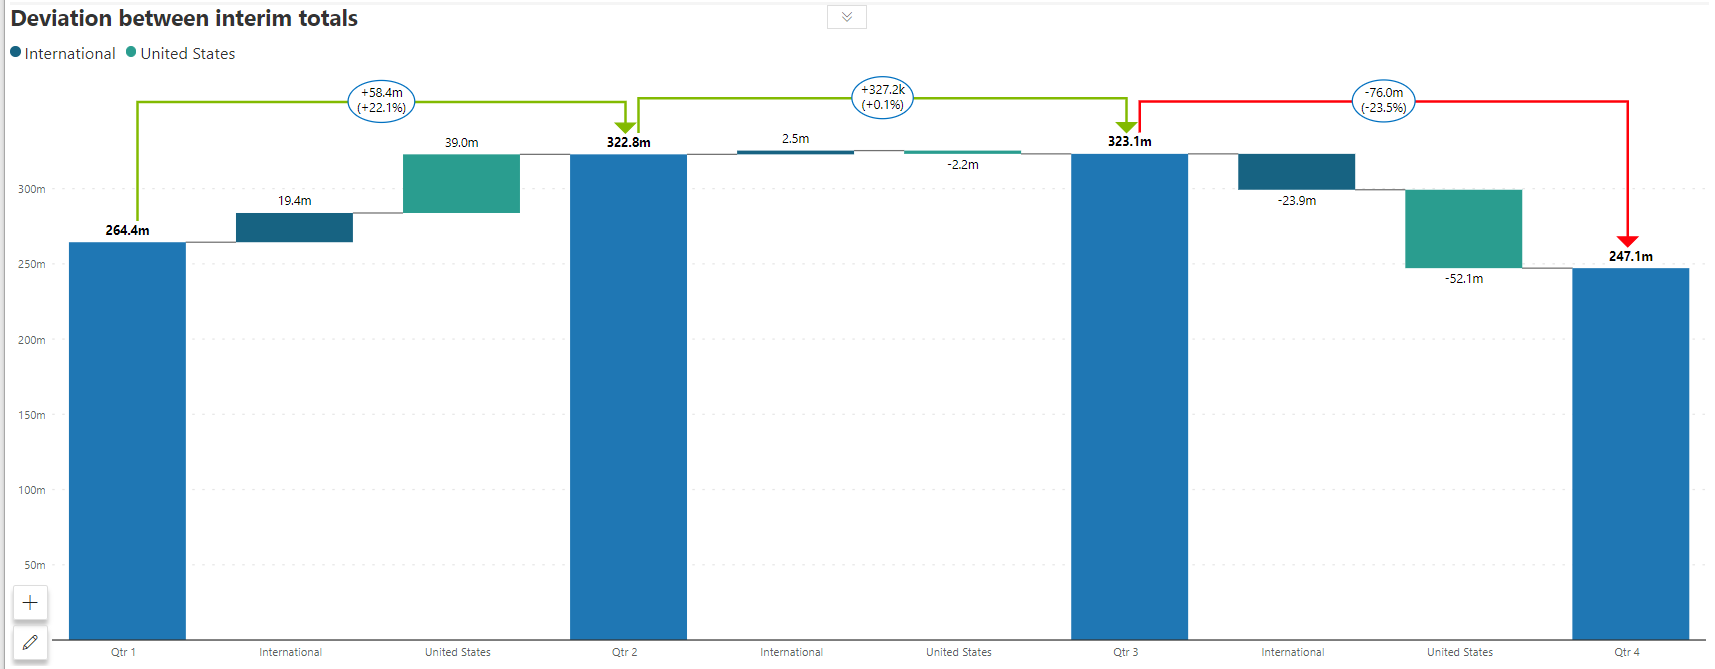 Deviation between interim totals
International United States
+58.4m
(+22.1%)
+327.2k
(+0.1%)
-76.0m
(-23.5%)
264.4m
19.4m
39.0m
322.8m
2.5m
-2.2m
323.1m
-23.9m
-52.1m
247.1m
300m
250m
200m
150m
100m
50m
Qtr 1 International United States Qtr 2 International United States Qtr 3 International United States Qtr 4